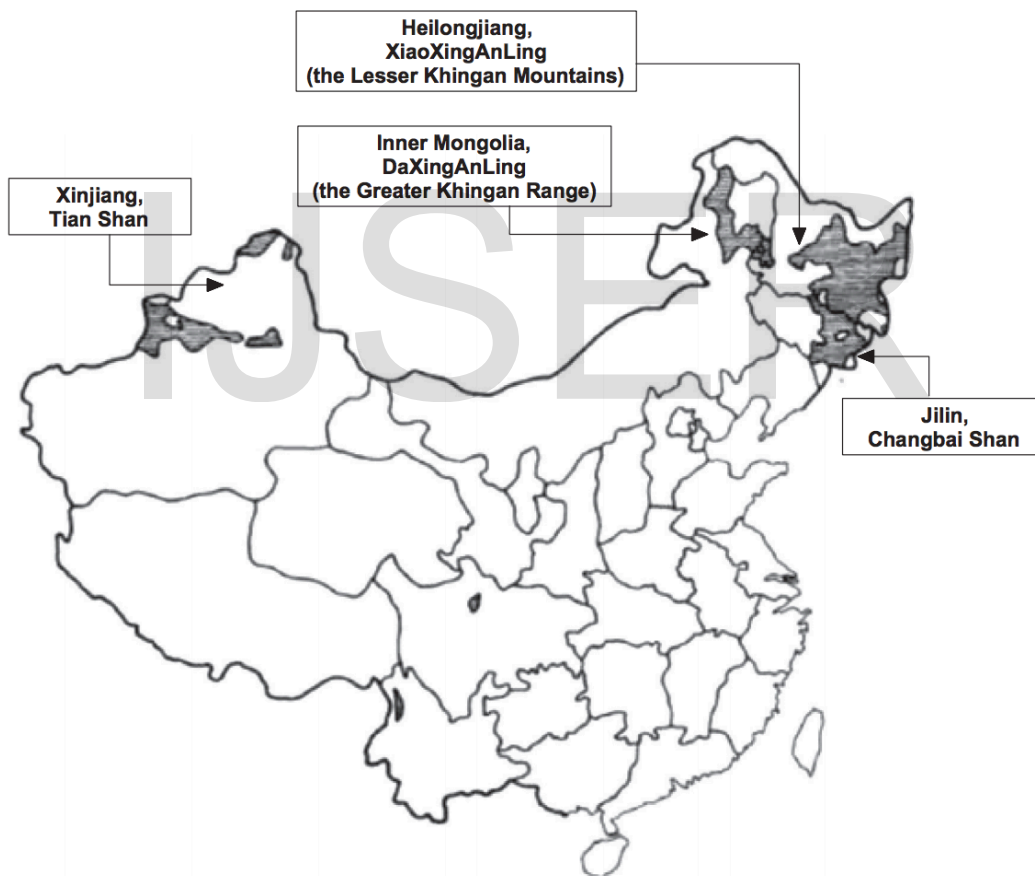 Heilongjiang,
XiaoXingAnLing
(the Lesser Khingan Mountains)
Inner Mongolia,
DaXingAnLing
(the Greater Khingan Range)
Xinjiang,
Tian Shan
IJSER
Jilin,
Changbai Shan